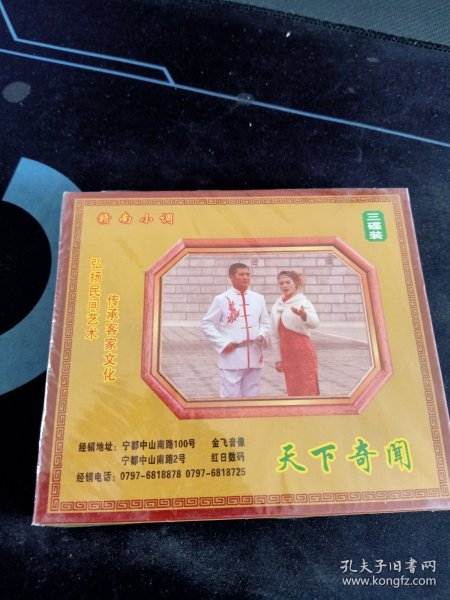 赣南小调
三碟装
弘扬民间艺术
传承客家文化
经销地址：宁都中山南路100号 金飞音像
宁都中山南路2号 红日数码
经销电话：0797-6818878 0797-6818725
天下奇闻
孔夫子旧书网
www.kongfz.com